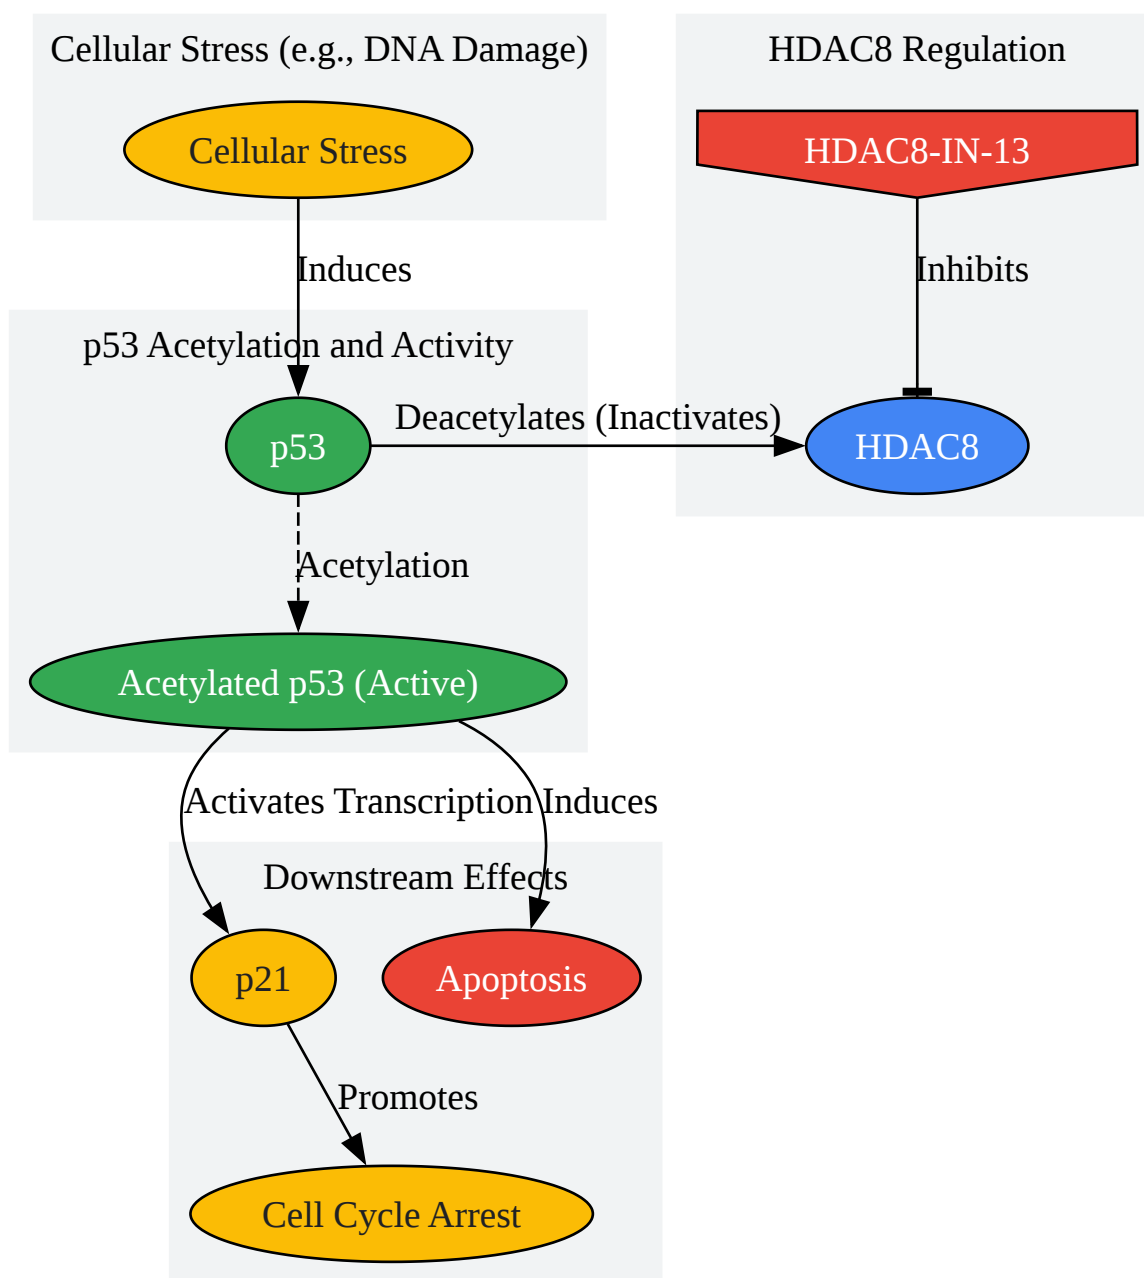 Cellular Stress (e.g., DNA Damage)
HDAC8 Regulation
Cellular Stress
HDAC8-IN-13
Induces
Inhibits
p53 Acetylation and Activity
Deacetylates (Inactivates)
p53
HDAC8
Acetylation
Acetylated p53 (Active)
Activates Transcription
Induces
Downstream Effects
p21
Apoptosis
Promotes
Cell Cycle Arrest